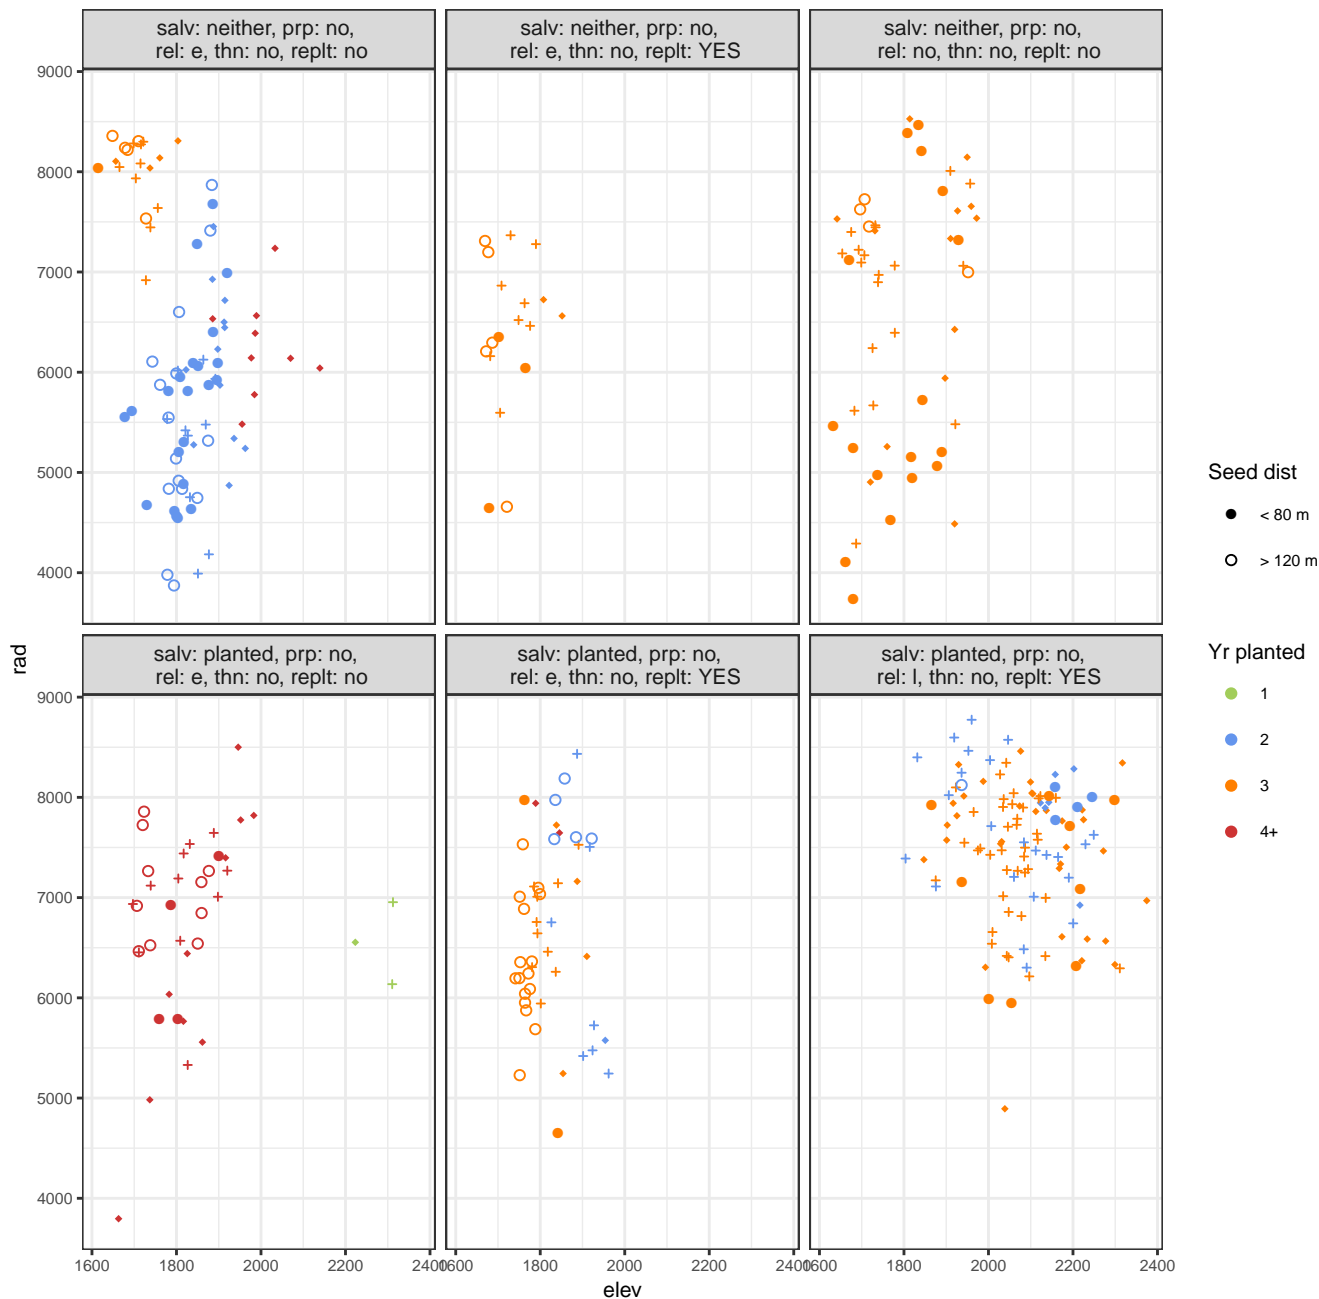 salv: neither, prp: no,
rel: e, thn: no, replt: no
salv: neither, prp: no,
rel: e, thn: no, replt: YES
salv: neither, prp: no,
rel: no, thn: no, replt: no
9000
8000
7000
6000
5000
4000
salv: planted, prp: no,
rel: e, thn: no, replt: no
salv: planted, prp: no,
rel: e, thn: no, replt: YES
salv: planted, prp: no,
rel: l, thn: no, replt: YES
9000
8000
7000
6000
5000
4000
rad
1600 1800 2000 2200 2400
1600 1800 2000 2200 2400
1600 1800 2000 2200 2400
elev
Seed dist
< 80 m
> 120 m
Yr planted
1
2
3
4+